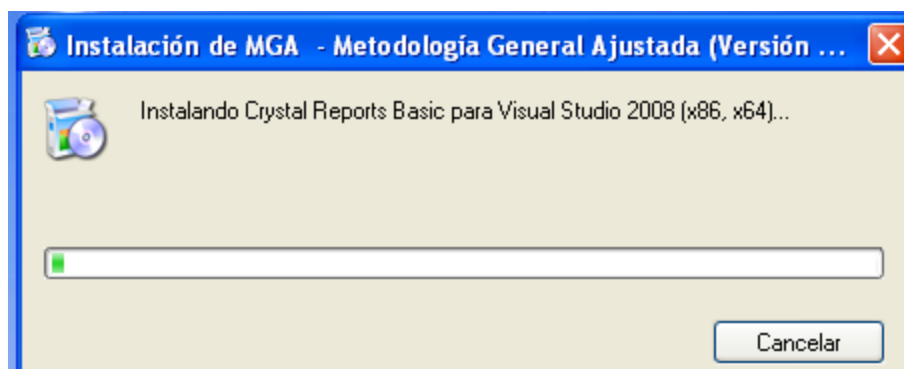 Instalación de MGA - Metodología General Ajustada (Versión ...
Instalando Crystal Reports Basic para Visual Studio 2008 (x86, x64)...
Cancelar